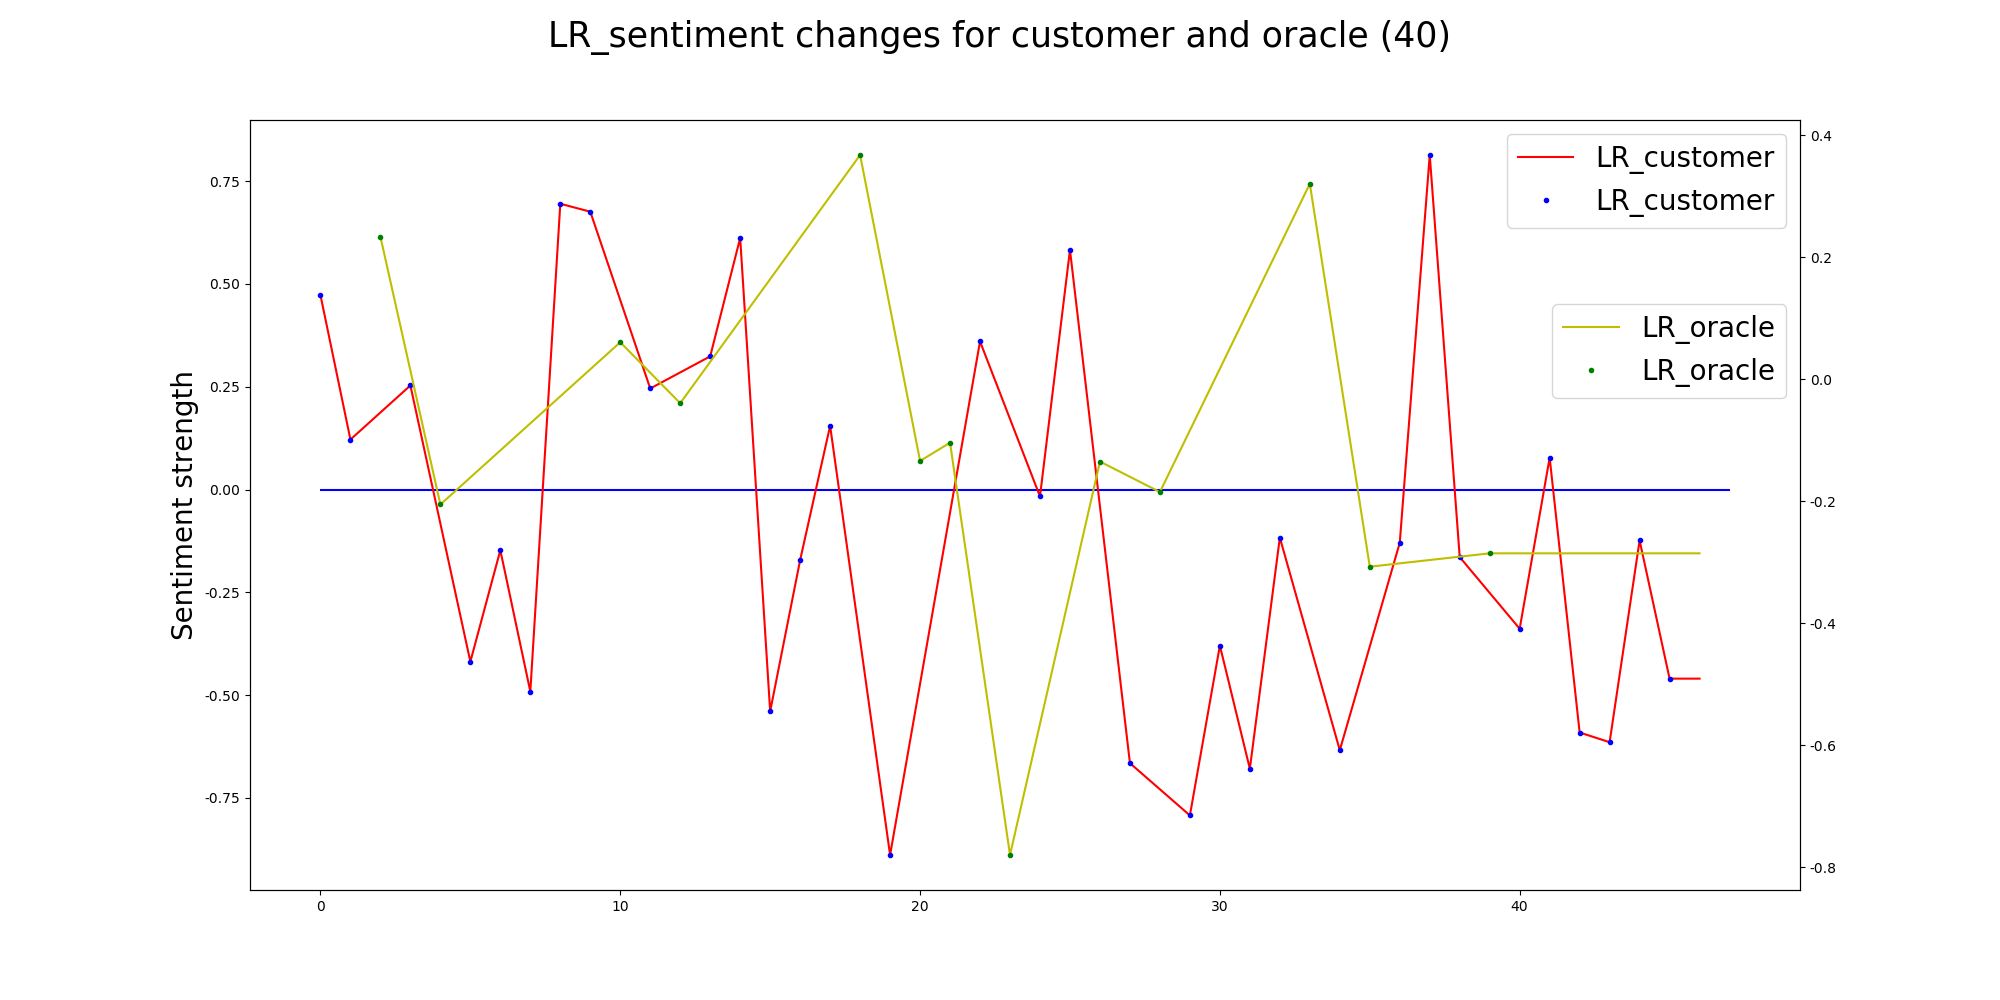 LR_sentiment changes for customer and oracle (40)
LR_customer
LR_customer
LR_oracle
LR_oracle
Sentiment strength
0.75
0.50
0.25
0.00
-0.25
-0.50
-0.75
0.4
0.2
0.0
-0.2
-0.4
-0.6
-0.8
0 10 20 30 40